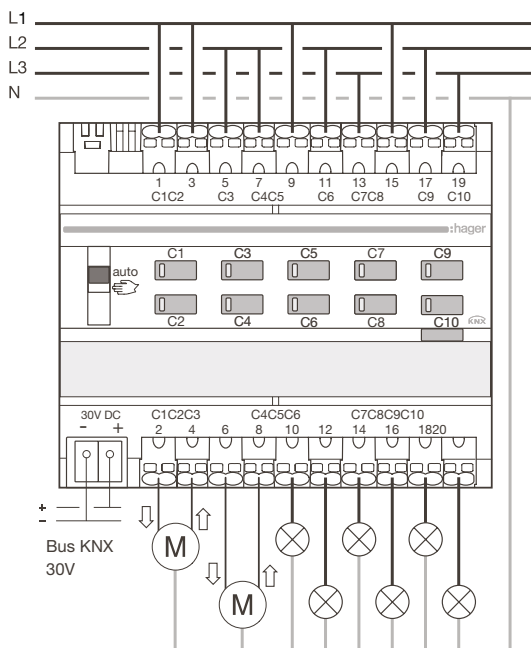 L1
L2
L3
N
1 3 5 7 9 11 13 15 17 19
C1C2 C3 C4C5 C6 C7C8 C9 C10
:hager
auto
C1 C3 C5 C7 C9
C2 C4 C6 C8 C10 KNX
30V DC
- +
C1C2C3 C4C5C6 C7C8C9C10
2 4 6 8 10 12 14 16 1820
+
-
Bus KNX
30V
M
M